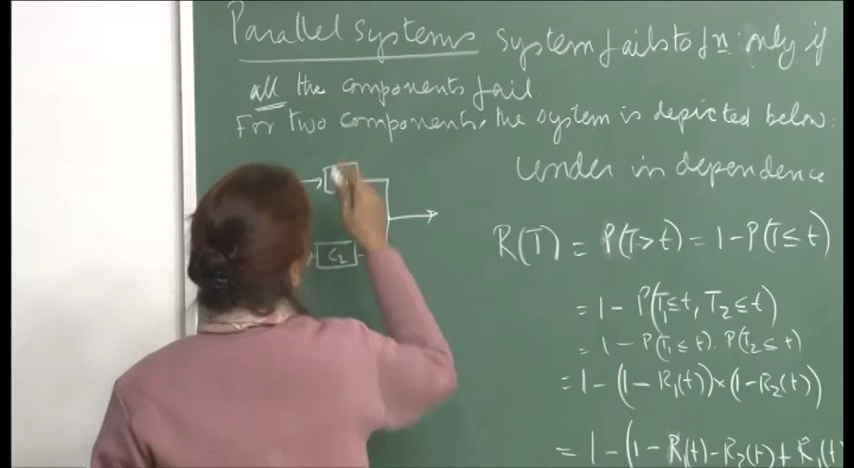 Parallel Systems system fails to fn. only if
all the components fail.
For two components, the system is depicted below:
Under independence
C2
R(T) = P(T>t) = 1-P(T≤t)
= 1- P(T1≤t, T2≤t)
= 1-P(T1≤t). P(T2≤t)
= 1-(1-R1(t))×(1-R2(t))
= 1-(1-R1(t)-R2(t)+R1(t)